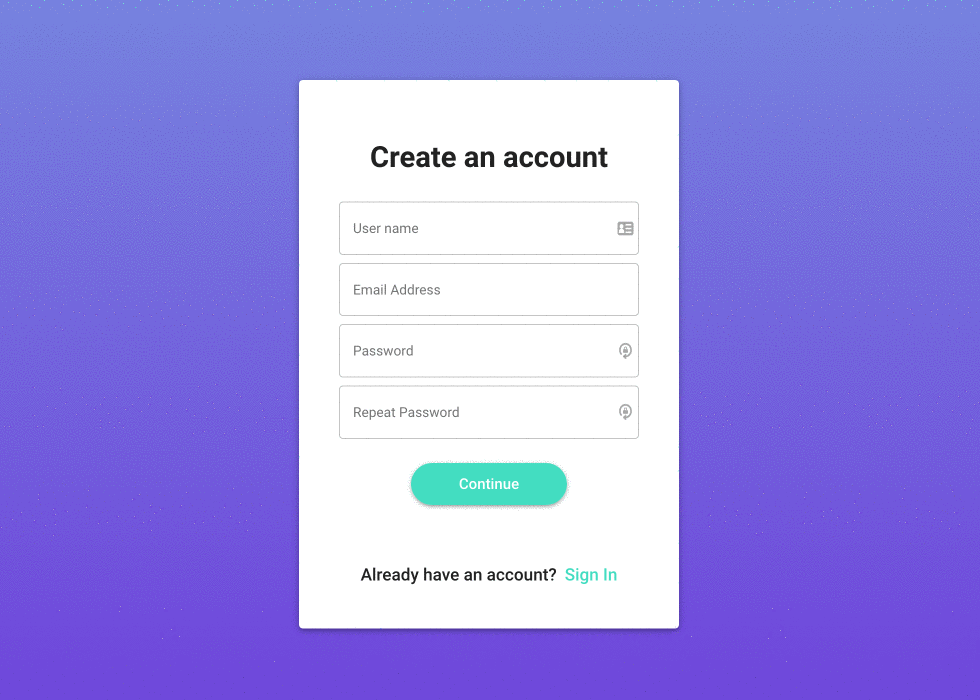 Create an account
User name
Email Address
Password
Repeat Password
Continue
Already have an account? Sign In